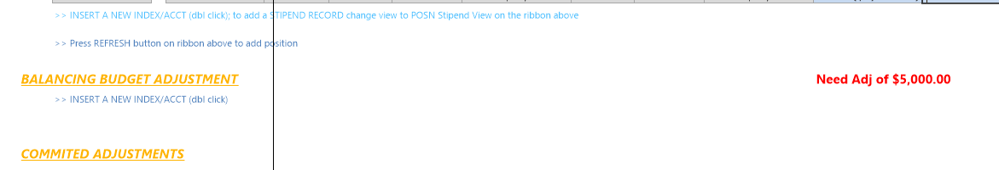 >> INSERT A NEW INDEX/ACCT (dbl click); to add a STIPEND RECORD change view to POSN Stipend View on the ribbon above
>> Press REFRESH button on ribbon above to add position
BALANCING BUDGET ADJUSTMENT Need Adj of $5,000.00
>> INSERT A NEW INDEX/ACCT (dbl click)
COMMITED ADJUSTMENTS